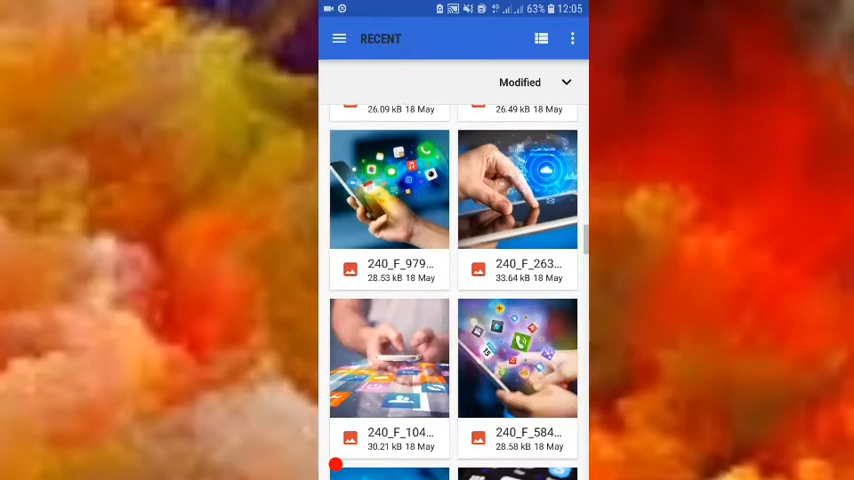 4G 63% 12:05
RECENT
Modified
26.09 kB 18 May
26.49 kB 18 May
240_F_979...
28.53 kB 18 May
240_F_263...
33.64 kB 18 May
240_F_104...
30.21 kB 18 May
240_F_584...
28.58 kB 18 May